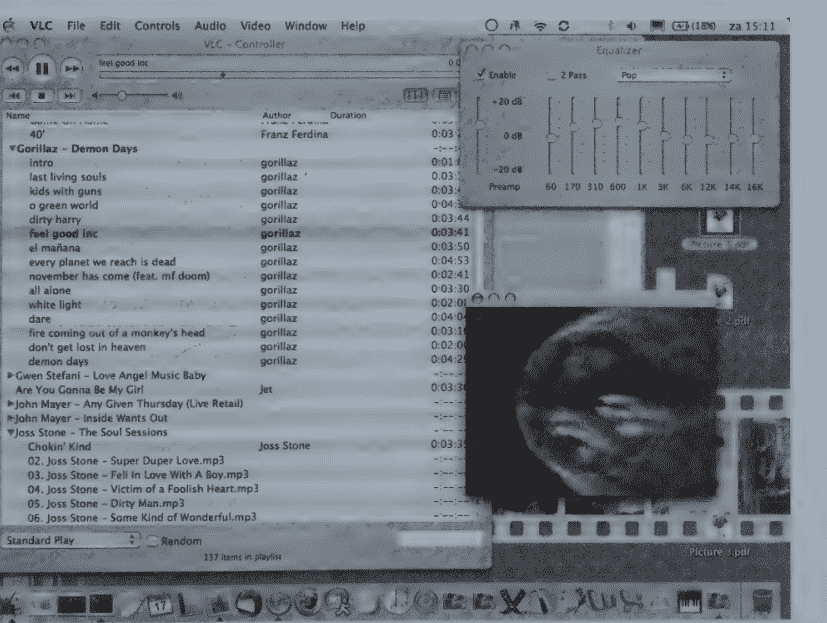 VLC File Edit Controls Audio Video Window Help (18%) za 15:11
VLC – Controller
feel good inc
Name Author Duration
40' Franz Ferdina
Gorillaz – Demon Days
intro gorillaz
last living souls gorillaz
kids with guns gorillaz
o green world gorillaz
dirty harry gorillaz 0:03:44
feel good inc gorillaz 0:03:41
el mañana gorillaz 0:03:50
every planet we reach is dead gorillaz 0:04:53
november has come (feat. mf doom) gorillaz 0:02:41
all alone gorillaz 0:03:30
white light gorillaz
dare gorillaz
fire coming out of a monkey's head gorillaz
don't get lost in heaven gorillaz
demon days gorillaz
Gwen Stefani – Love Angel Music Baby
Are You Gonna Be My Girl Jet
John Mayer – Any Given Thursday (Live Retail)
John Mayer – Inside Wants Out
Joss Stone – The Soul Sessions
Chokin' Kind Joss Stone
02. Joss Stone – Super Duper Love.mp3
03. Joss Stone – Fell In Love With A Boy.mp3
04. Joss Stone – Victim of a Foolish Heart.mp3
05. Joss Stone – Dirty Man.mp3
06. Joss Stone – Some Kind of Wonderful.mp3
Standard Play Random
137 items in playlist
Equalizer
Enable 2 Pass Pop
+20 dB
0 dB
-20 dB
Preamp 60 170 310 600 1K 3K 6K 12K 14K 16K
Picture 3.pdf
17